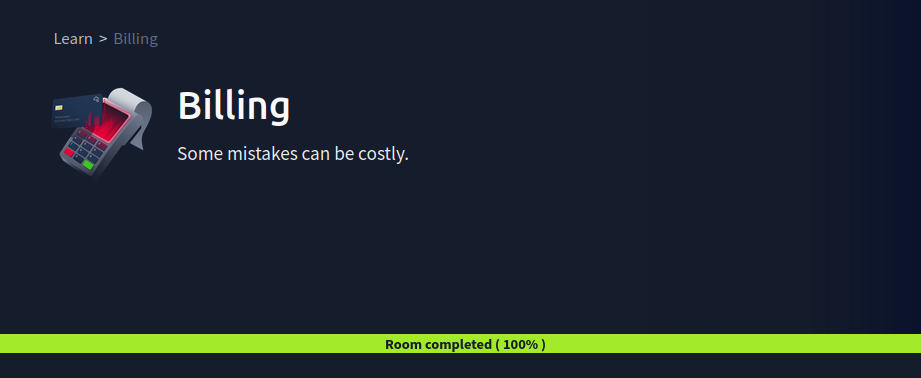 Learn > Billing
Billing
Some mistakes can be costly.
Room completed ( 100% )